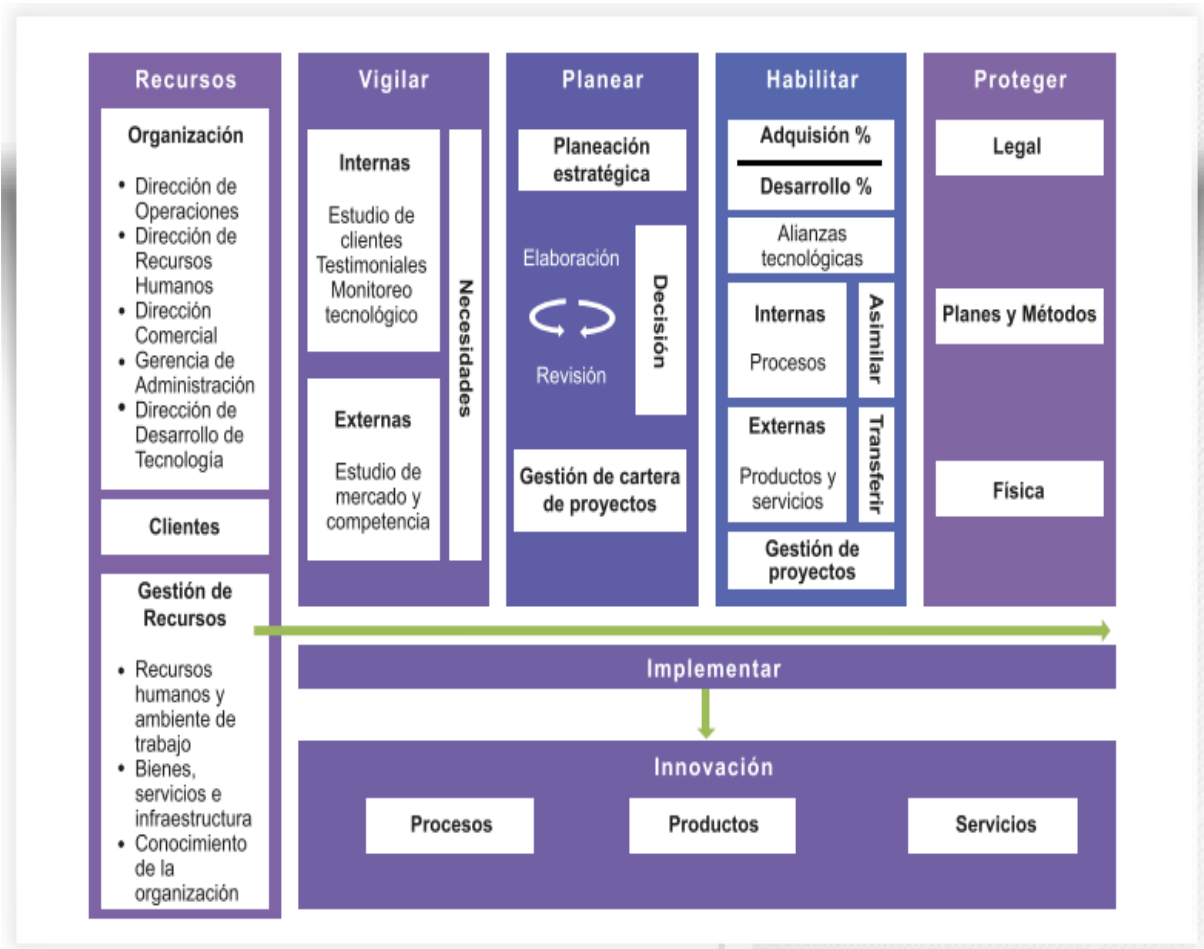 Recursos
Organización
• Dirección de
Operaciones
• Dirección de
Recursos
Humanos
• Dirección
Comercial
• Gerencia de
Administración
• Dirección de
Desarrollo de
Tecnología
Clientes
Gestión de
Recursos
• Recursos
humanos y
ambiente de
trabajo
• Bienes,
servicios e
infraestructura
• Conocimiento
de la
organización
Vigilar
Internas
Estudio de
clientes
Testimoniales
Monitoreo
tecnológico
Externas
Estudio de
mercado y
competencia
Necesidades
Planear
Planeación
estratégica
Elaboración
Revisión
Decisión
Gestión de cartera
de proyectos
Habilitar
Adquisión %
Desarrollo %
Alianzas
tecnológicas
Internas
Procesos
Asimilar
Externas
Productos y
servicios
Transferir
Gestión de
proyectos
Proteger
Legal
Planes y Métodos
Física
Implementar
Innovación
Procesos
Productos
Servicios